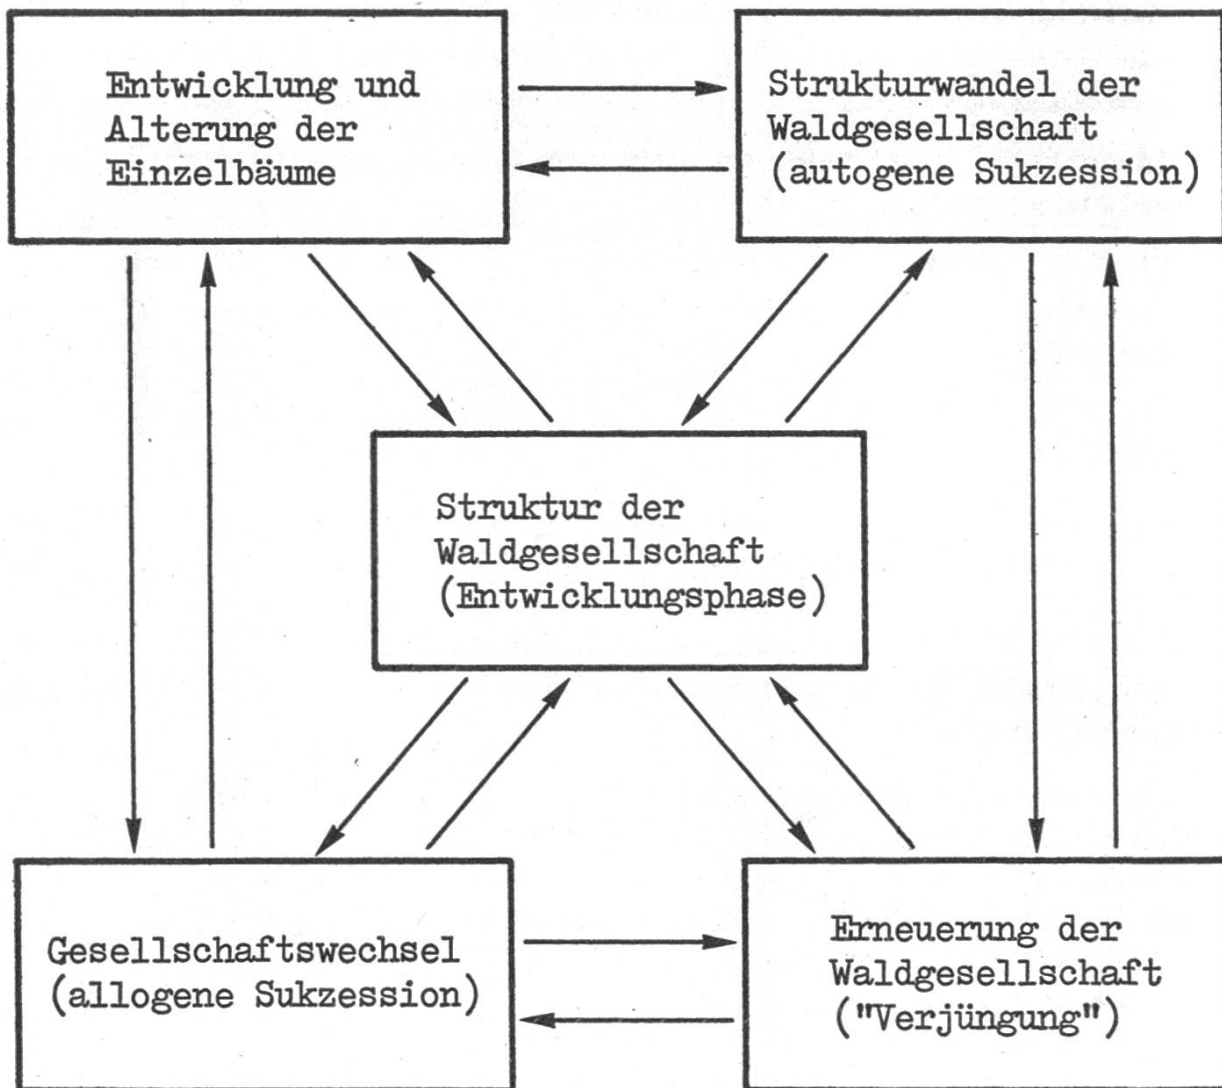 Entwicklung und
Alterung der
Einzelbäume
Strukturwandel der
Waldgesellschaft
(autogene Sukzession)
Struktur der
Waldgesellschaft
(Entwicklungsphase)
Gesellschaftswechsel
(allogene Sukzession)
Erneuerung der
Waldgesellschaft
("Verjüngung")